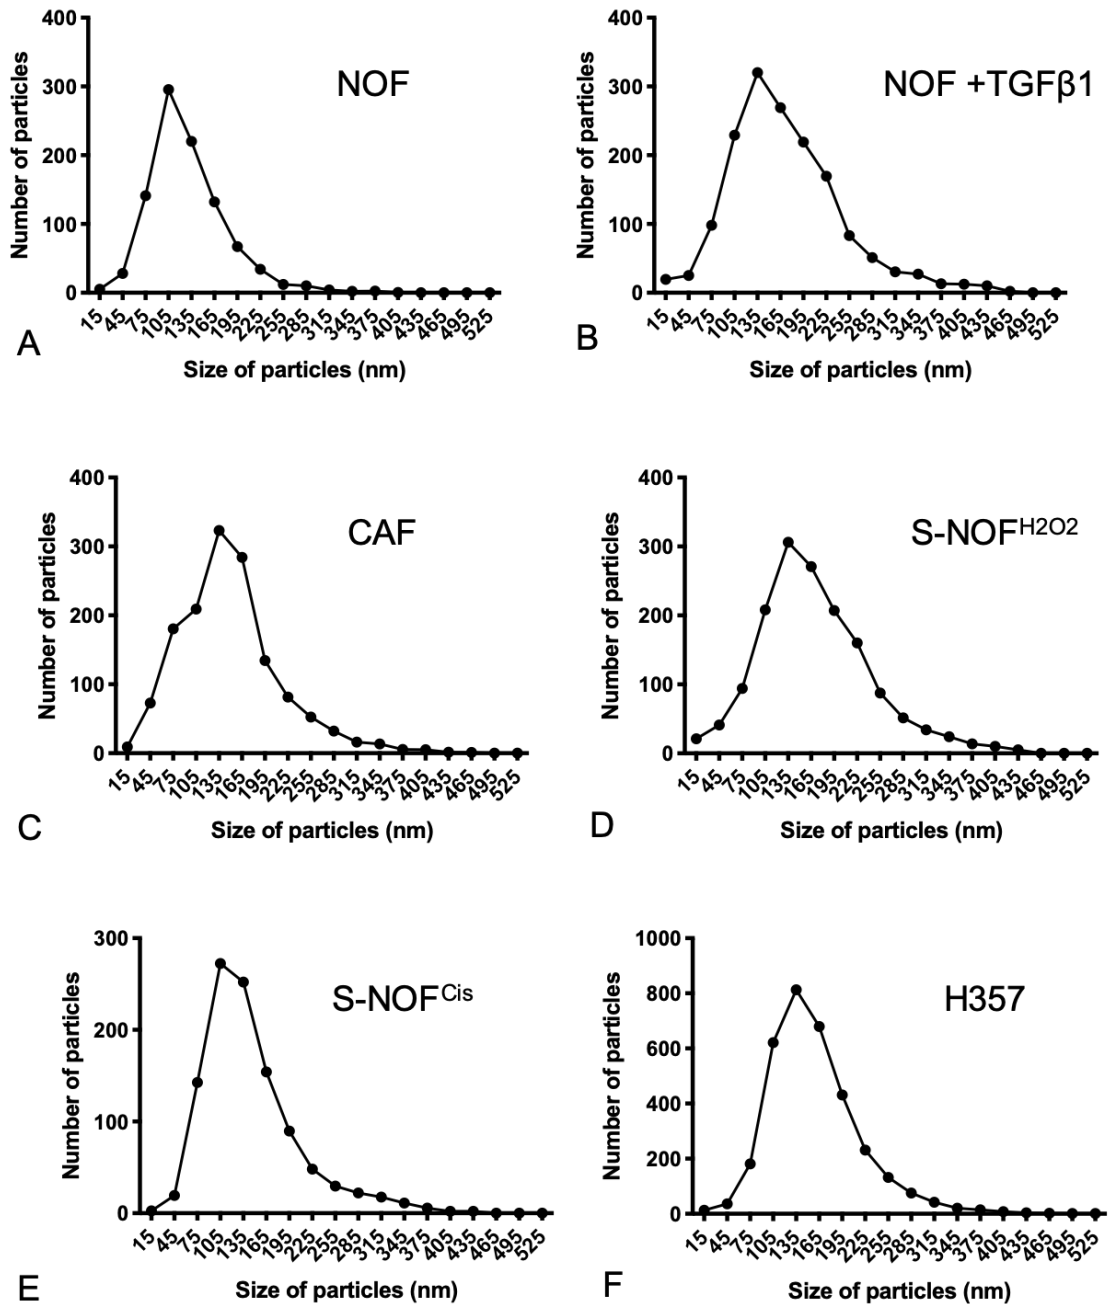 400
300
200
100
0
Number of particles
NOF
15 45 75 105 135 165 195 225 255 285 315 345 375 405 435 465 495 525
Size of particles (nm)
A
400
300
200
100
0
Number of particles
NOF +TGFβ1
15 45 75 105 135 165 195 225 255 285 315 345 375 405 435 465 495 525
Size of particles (nm)
B
400
300
200
100
0
Number of particles
CAF
15 45 75 105 135 165 195 225 255 285 315 345 375 405 435 465 495 525
Size of particles (nm)
C
400
300
200
100
0
Number of particles
S-NOFH2O2
15 45 75 105 135 165 195 225 255 285 315 345 375 405 435 465 495 525
Size of particles (nm)
D
300
200
100
0
Number of particles
S-NOFCis
15 45 75 105 135 165 195 225 255 285 315 345 375 405 435 465 495 525
Size of particles (nm)
E
1000
800
600
400
200
0
Number of particles
H357
15 45 75 105 135 165 195 225 255 285 315 345 375 405 435 465 495 525
Size of particles (nm)
F